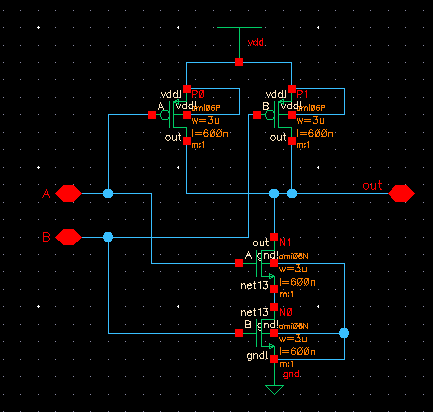 vdd!
vdd! P0
A vdd! ami06P
w=3u
l=600n
out m:1
vdd! P1
B vdd! ami06P
w=3u
l=600n
out m:1
A
out
B
out N1
A gnd! ami06N
w=3u
l=600n
net13 m:1
net13 N0
B gnd! ami06N
w=3u
l=600n
gnd! m:1
gnd!